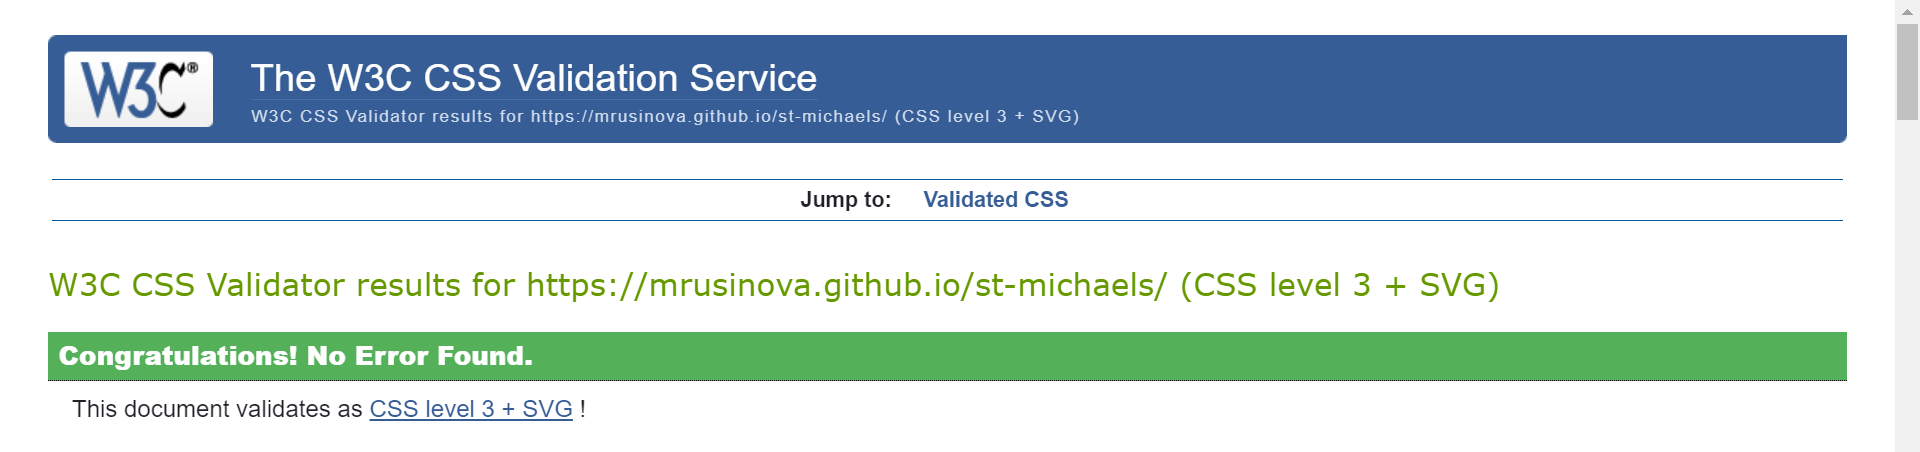 W3C®
The W3C CSS Validation Service
W3C CSS Validator results for https://mrusinova.github.io/st-michaels/ (CSS level 3 + SVG)
Jump to: Validated CSS
W3C CSS Validator results for https://mrusinova.github.io/st-michaels/ (CSS level 3 + SVG)
Congratulations! No Error Found.
This document validates as CSS level 3 + SVG !